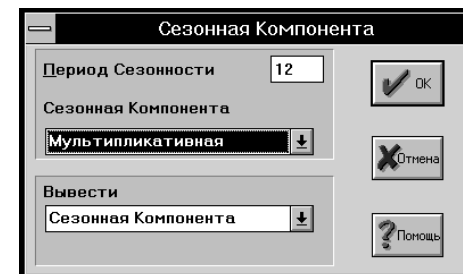 Сезонная Компонента
Период Сезонности 12
Сезонная Компонента
Мультипликативная
Вывести
Сезонная Компонента
OK
Отмена
Помощь